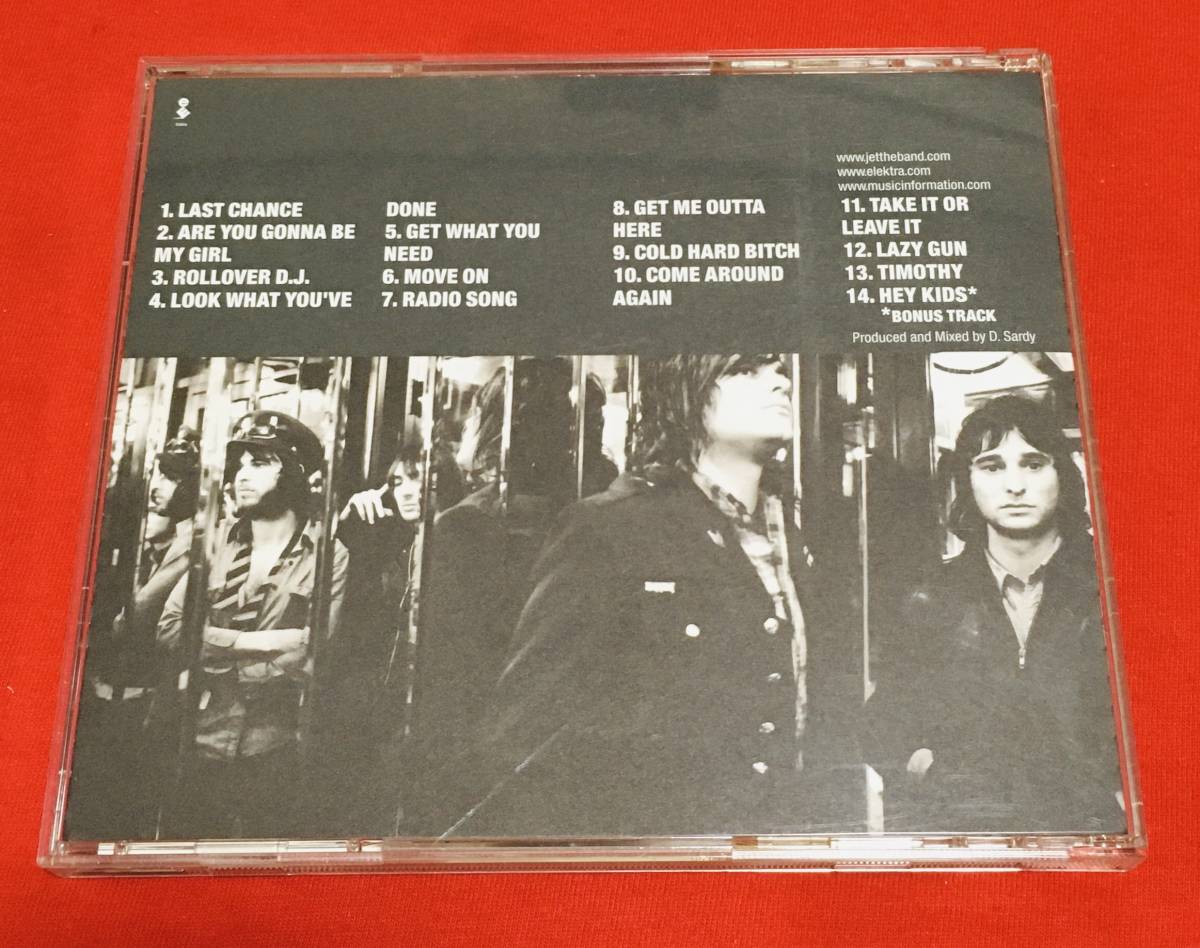 1. LAST CHANCE
2. ARE YOU GONNA BE
MY GIRL
3. ROLLOVER D.J.
4. LOOK WHAT YOU'VE
DONE
5. GET WHAT YOU
NEED
6. MOVE ON
7. RADIO SONG
8. GET ME OUTTA
HERE
9. COLD HARD BITCH
10. COME AROUND
AGAIN
www.jettheband.com
www.elektra.com
www.musicinformation.com
11. TAKE IT OR
LEAVE IT
12. LAZY GUN
13. TIMOTHY
14. HEY KIDS*
*BONUS TRACK
Produced and Mixed by D. Sardy